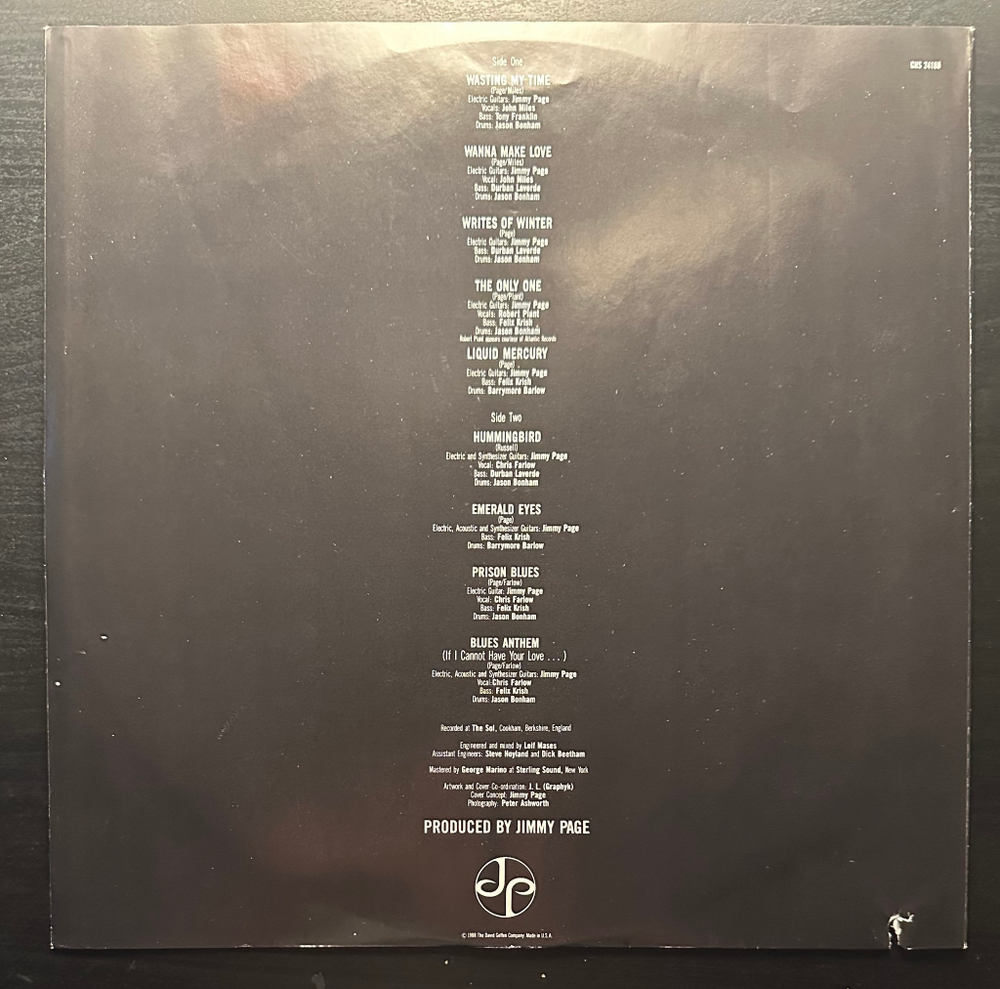 GHS 24188
Side One
WASTING MY TIME
(Page/Miles)
Electric Guitars: Jimmy Page
Vocals: John Miles
Bass: Tony Franklin
Drums: Jason Bonham
WANNA MAKE LOVE
(Page/Miles)
Electric Guitars: Jimmy Page
Vocal: John Miles
Bass: Durban Laverde
Drums: Jason Bonham
WRITES OF WINTER
(Page)
Electric Guitars: Jimmy Page
Bass: Durban Laverde
Drums: Jason Bonham
THE ONLY ONE
(Page/Plant)
Electric Guitars: Jimmy Page
Vocals: Robert Plant
Bass: Felix Krish
Drums: Jason Bonham
Robert Plant appears courtesy of Atlantic Records
LIQUID MERCURY
(Page)
Electric Guitars: Jimmy Page
Bass: Felix Krish
Drums: Barrymore Barlow
Side Two
HUMMINGBIRD
(Russell)
Electric and Synthesizer Guitars: Jimmy Page
Vocal: Chris Farlow
Bass: Durban Laverde
Drums: Jason Bonham
EMERALD EYES
(Page)
Electric, Acoustic and Synthesizer Guitars: Jimmy Page
Bass: Felix Krish
Drums: Barrymore Barlow
PRISON BLUES
(Page/Farlow)
Electric Guitar: Jimmy Page
Vocal: Chris Farlow
Bass: Felix Krish
Drums: Jason Bonham
BLUES ANTHEM
(If I Cannot Have Your Love . . . )
(Page/Farlow)
Electric, Acoustic and Synthesizer Guitars: Jimmy Page
Vocal: Chris Farlow
Bass: Felix Krish
Drums: Jason Bonham
Recorded at The Sol, Cookham, Berkshire, England
Engineered and mixed by Leif Mases
Assistant Engineers: Steve Hoyland and Dick Beetham
Mastered by George Marino at Sterling Sound, New York
Artwork and Cover Co-ordination: J. L. (Graphyk)
Cover Concept: Jimmy Page
Photography: Peter Ashworth
PRODUCED BY JIMMY PAGE
JP
© 1988 The David Geffen Company. Made in U.S.A.